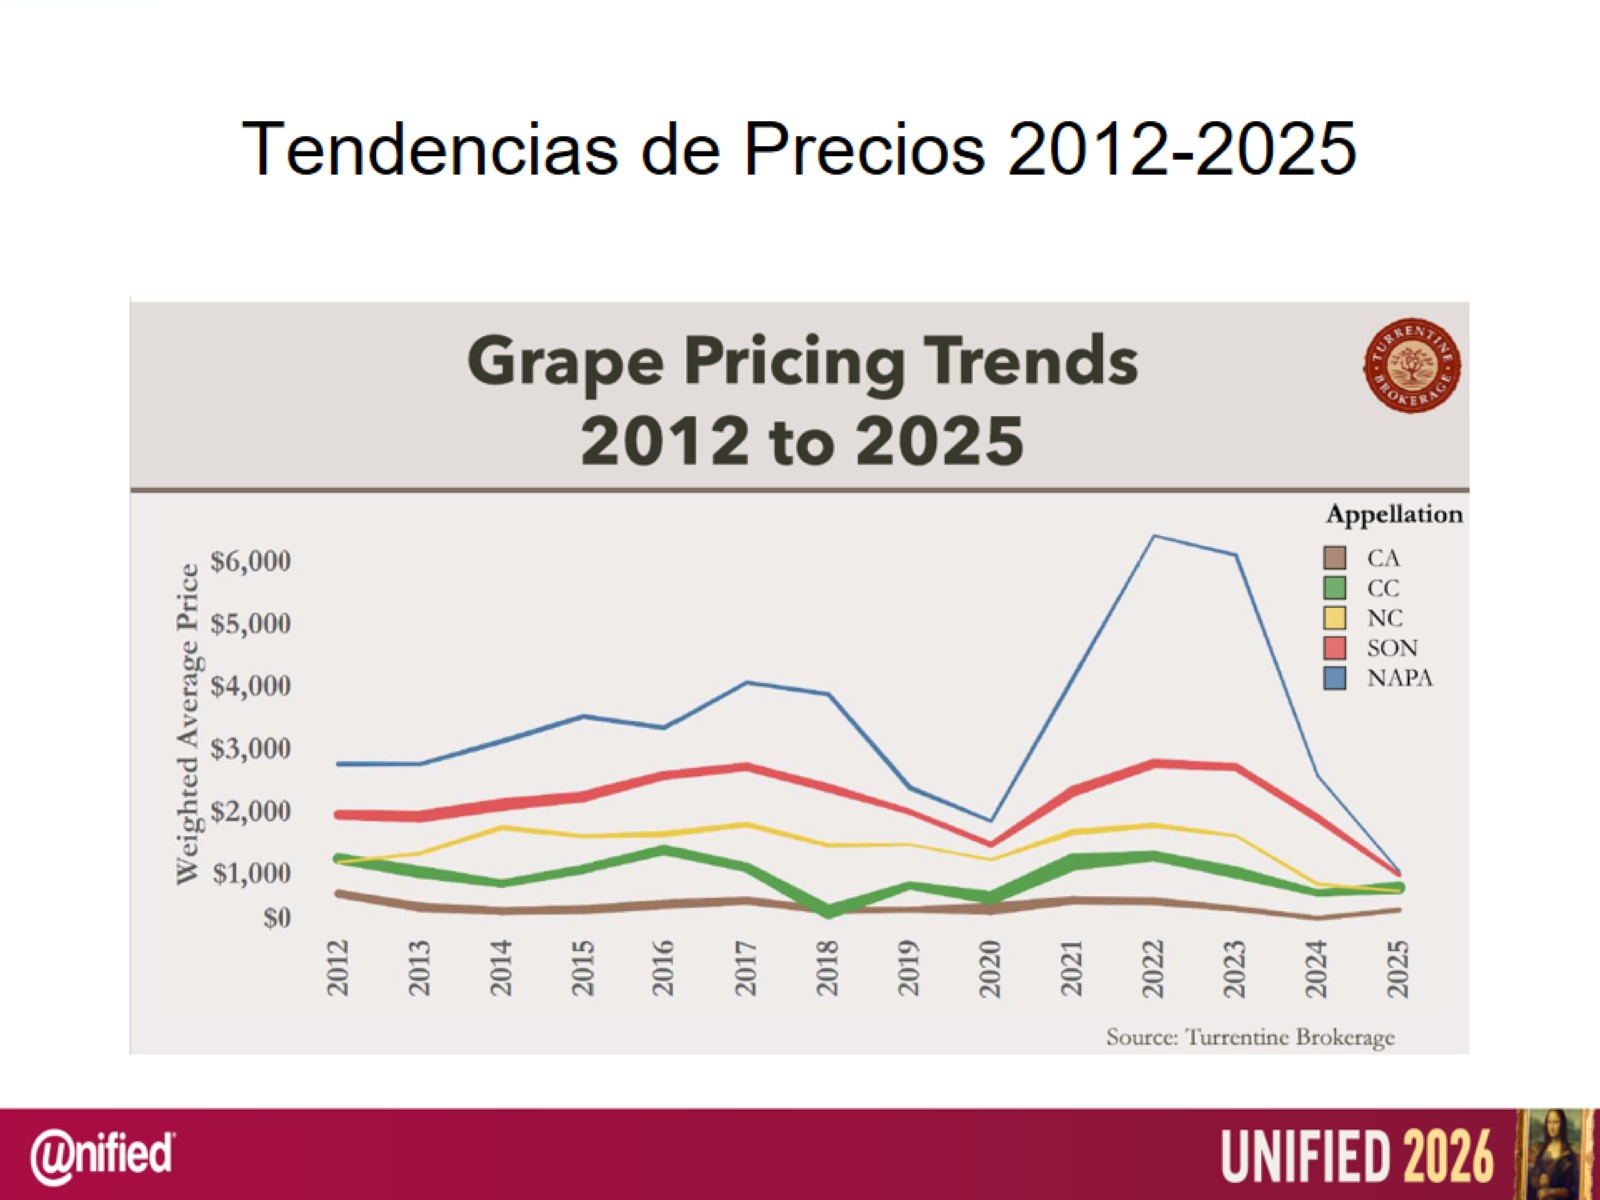 Tendencias de Precios 2012-2025
Grape Pricing Trends
2012 to 2025
TURRENTINE
BROKERAGE
Appellation
CA
CC
NC
SON
NAPA
Weighted Average Price
$6,000
$5,000
$4,000
$3,000
$2,000
$1,000
$0
2012
2013
2014
2015
2016
2017
2018
2019
2020
2021
2022
2023
2024
2025
Source: Turrentine Brokerage
@unified
UNIFIED 2026